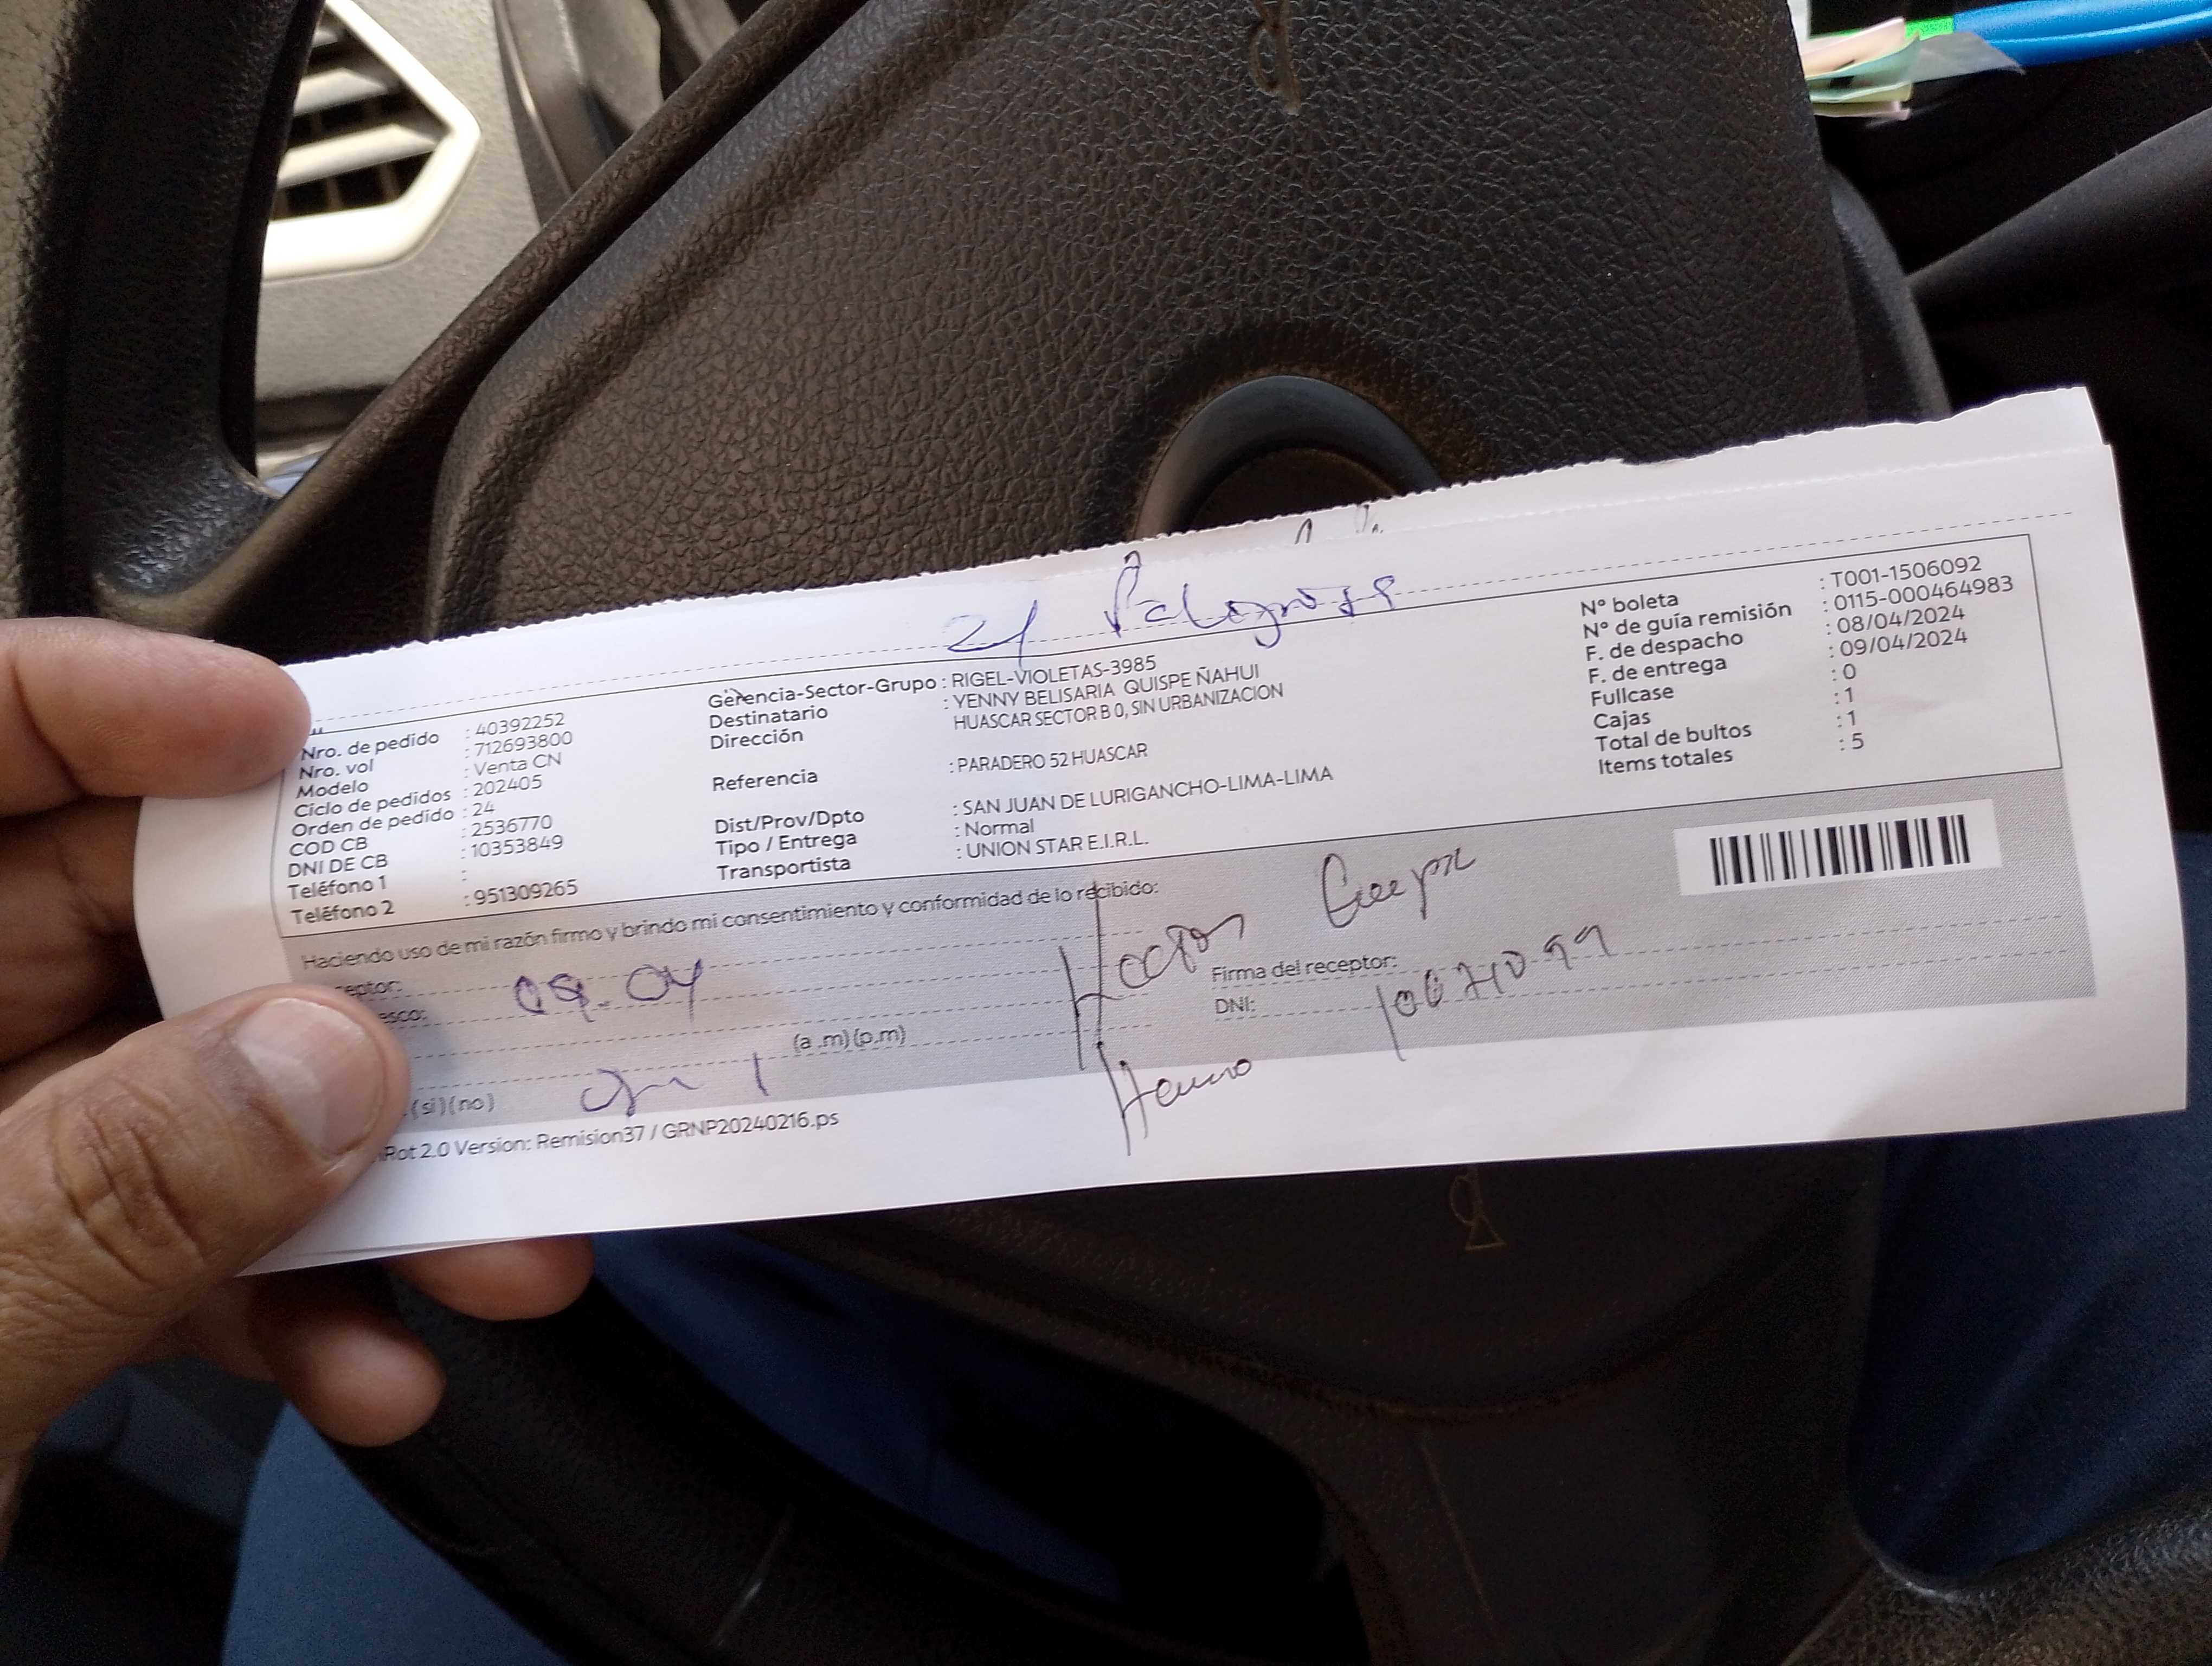 21 Peligrosa
Nro. de pedido : 40392252
Nro. vol : 712693800
Modelo : Venta CN
Ciclo de pedidos : 202405
Orden de pedido : 24
COD CB : 2536770
DNI DE CB : 10353849
Teléfono 1 :
Teléfono 2 : 951309265
Gerencia-Sector-Grupo : RIGEL-VIOLETAS-3985
Destinatario : YENNY BELISARIA QUISPE ÑAHUI
Dirección HUASCAR SECTOR B 0, SIN URBANIZACION
Referencia : PARADERO 52 HUASCAR
Dist/Prov/Dpto : SAN JUAN DE LURIGANCHO-LIMA-LIMA
Tipo / Entrega : Normal
Transportista : UNION STAR E.I.R.L.
N° boleta : T001-1506092
N° de guía remisión : 0115-000464983
F. de despacho : 08/04/2024
F. de entrega : 09/04/2024
Fullcase : 0
Cajas : 1
Total de bultos : 1
Items totales : 5
Haciendo uso de mi razón firmo y brindo mi consentimiento y conformidad de lo recibido:
eptor:
esco: 09.04
(a .m)(p.m)
(si)(no)
Firma del receptor:
DNI: 10071099
Rot 2.0 Version: Remision37 / GRNP20240216.ps